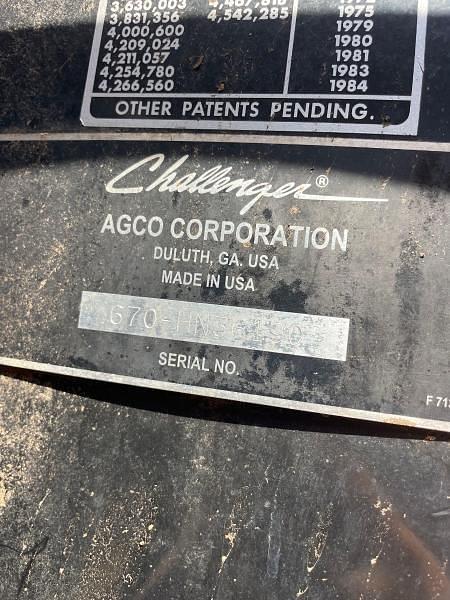 3,630,003
3,831,356 4,542,285 1975
4,000,600 1979
4,209,024 1980
4,211,057 1981
4,254,780 1983
4,266,560 1984
OTHER PATENTS PENDING.
Challenger®
AGCO CORPORATION
DULUTH, GA. USA
MADE IN USA
SERIAL NO.